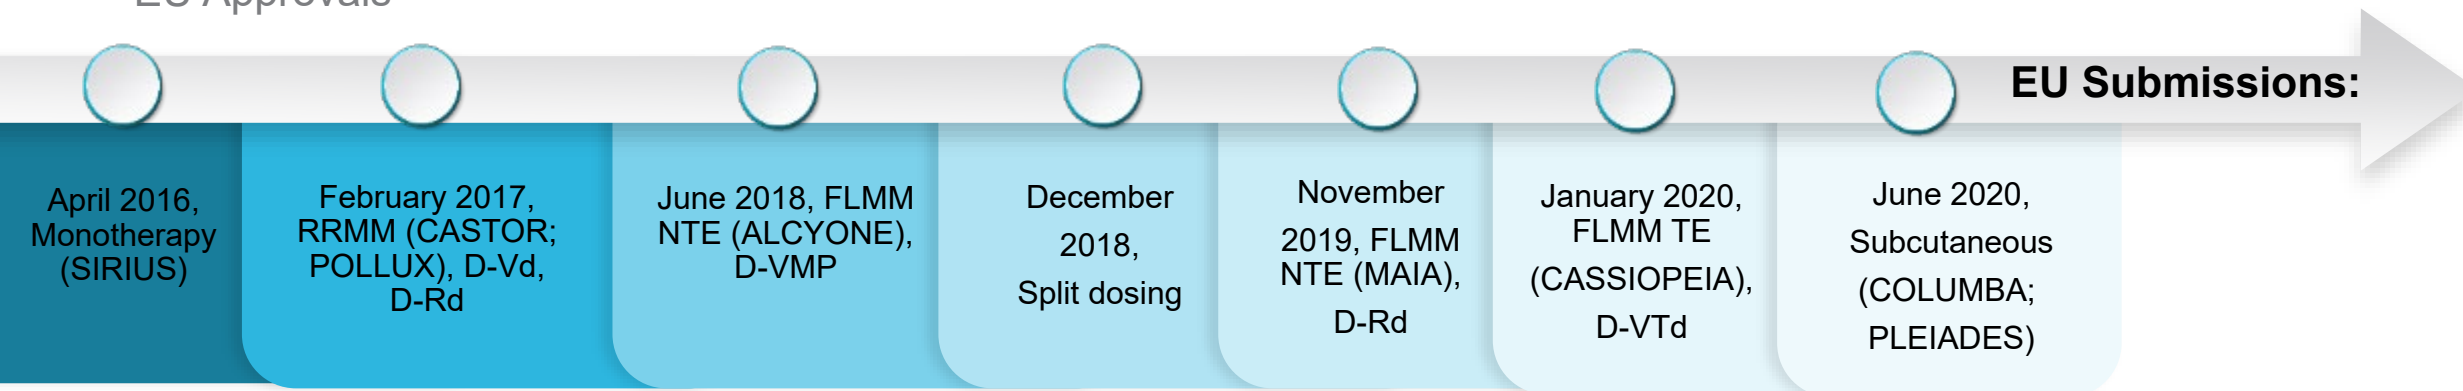 EU Approvals
EU Submissions:
April 2016,
Monotherapy
(SIRIUS)
February 2017,
RRMM (CASTOR;
POLLUX), D-Vd,
D-Rd
June 2018, FLMM
NTE (ALCYONE),
D-VMP
December
2018,
Split dosing
November
2019, FLMM
NTE (MAIA),
D-Rd
January 2020,
FLMM TE
(CASSIOPEIA),
D-VTd
June 2020,
Subcutaneous
(COLUMBA;
PLEIADES)